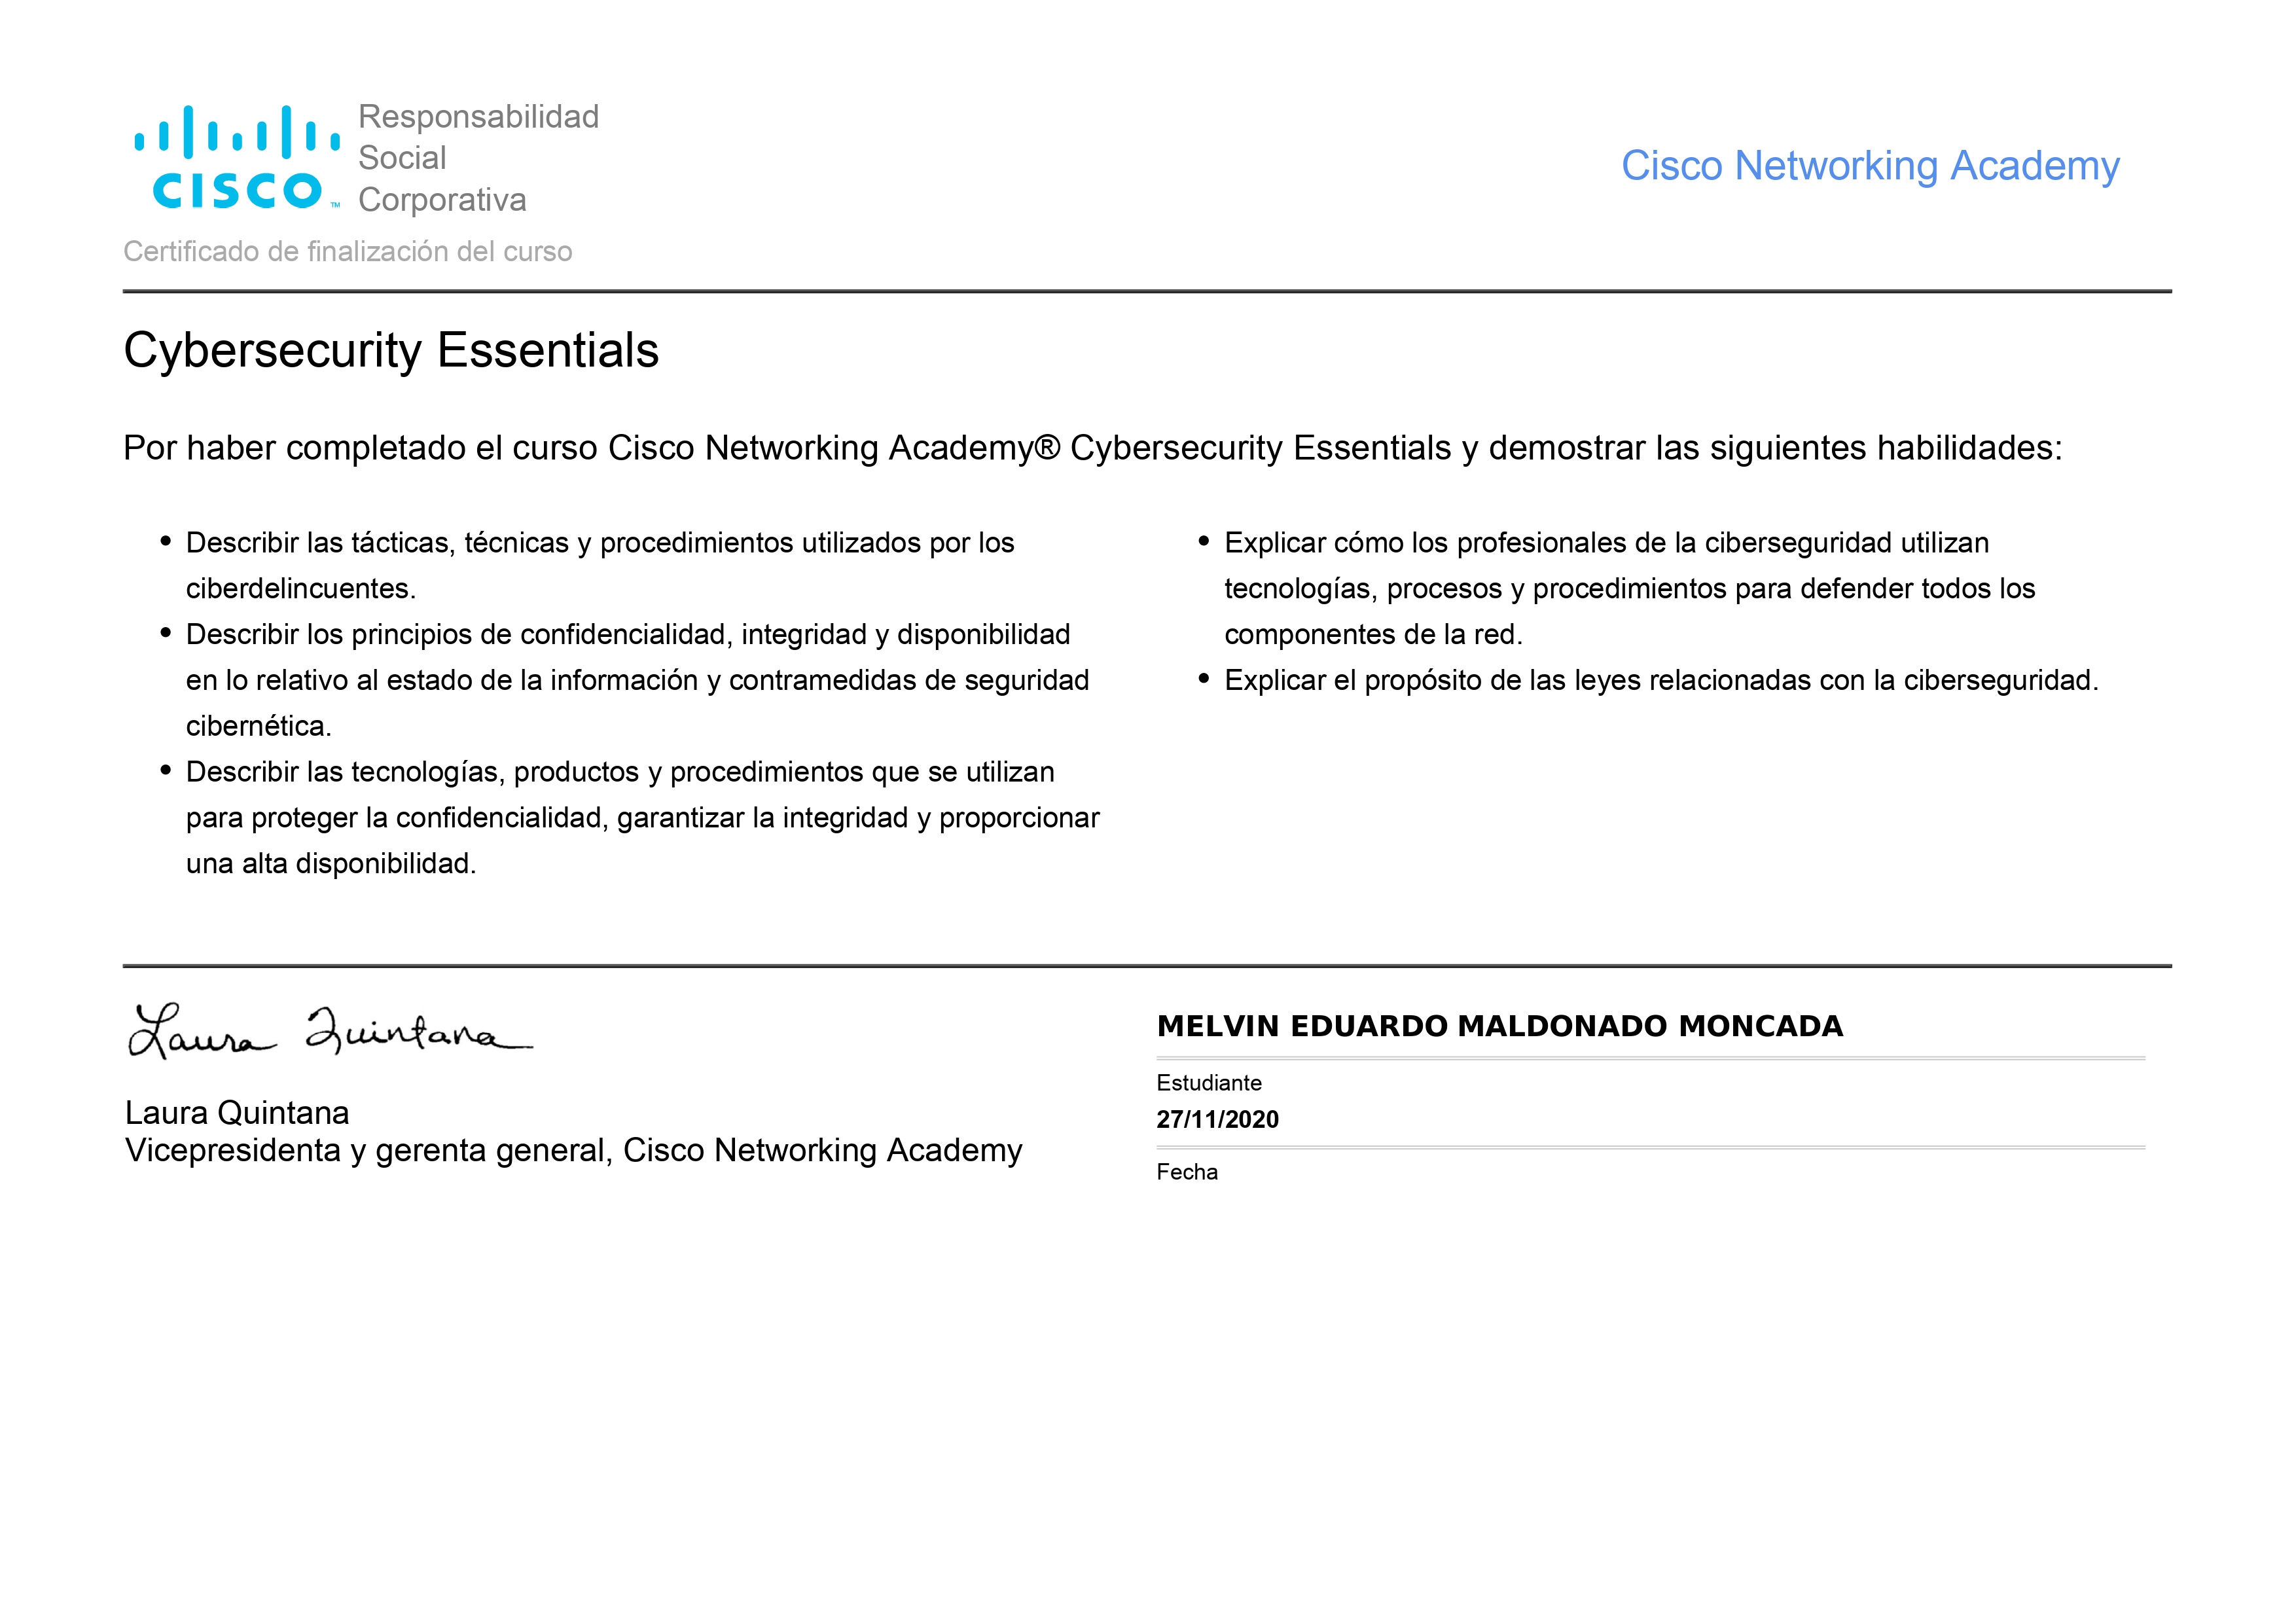 CISCO™
Responsabilidad
Social
Corporativa
Cisco Networking Academy
Certificado de finalización del curso
Cybersecurity Essentials
Por haber completado el curso Cisco Networking Academy® Cybersecurity Essentials y demostrar las siguientes habilidades:
• Describir las tácticas, técnicas y procedimientos utilizados por los
ciberdelincuentes.
• Describir los principios de confidencialidad, integridad y disponibilidad
en lo relativo al estado de la información y contramedidas de seguridad
cibernética.
• Describir las tecnologías, productos y procedimientos que se utilizan
para proteger la confidencialidad, garantizar la integridad y proporcionar
una alta disponibilidad.
• Explicar cómo los profesionales de la ciberseguridad utilizan
tecnologías, procesos y procedimientos para defender todos los
componentes de la red.
• Explicar el propósito de las leyes relacionadas con la ciberseguridad.
Laura Quintana
Laura Quintana
Vicepresidenta y gerenta general, Cisco Networking Academy
MELVIN EDUARDO MALDONADO MONCADA
Estudiante
27/11/2020
Fecha